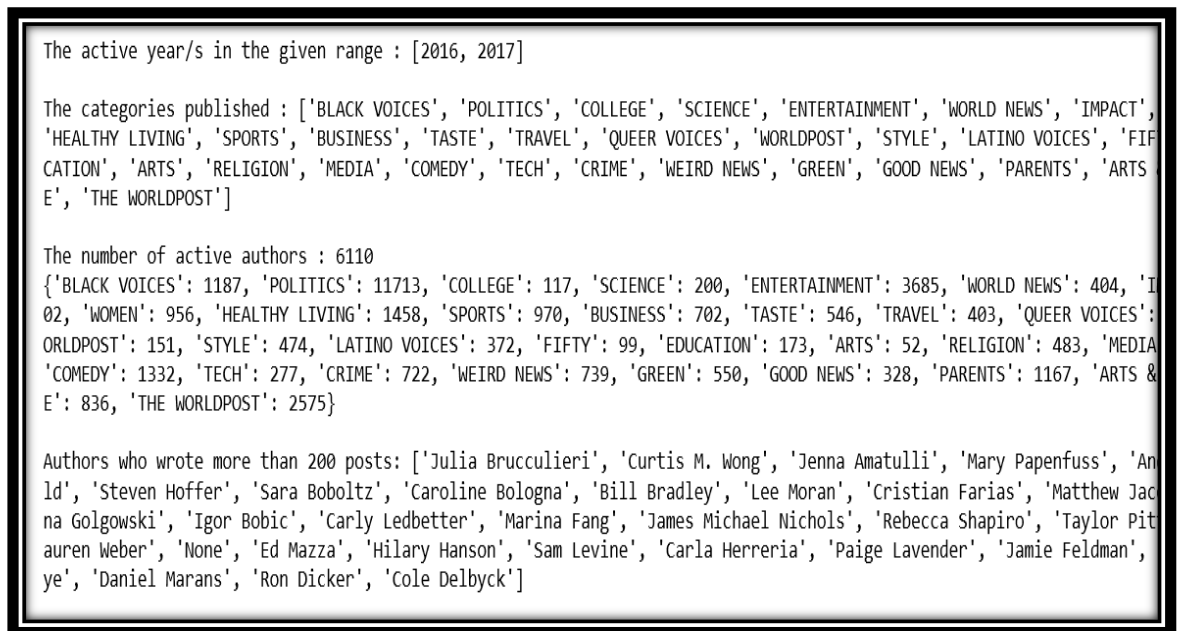 The active year/s in the given range : [2016, 2017]
The categories published : ['BLACK VOICES', 'POLITICS', 'COLLEGE', 'SCIENCE', 'ENTERTAINMENT', 'WORLD NEWS', 'IMPACT',
'HEALTHY LIVING', 'SPORTS', 'BUSINESS', 'TASTE', 'TRAVEL', 'QUEER VOICES', 'WORLDPOST', 'STYLE', 'LATINO VOICES',
CATION', 'ARTS', 'RELIGION', 'MEDIA', 'COMEDY', 'TECH', 'CRIME', 'WEIRD NEWS', 'GREEN', 'GOOD NEWS', 'PARENTS', 'ARTS
E', 'THE WORLDPOST']
The number of active authors : 6110
{'BLACK VOICES': 1187, 'POLITICS': 11713, 'COLLEGE': 117, 'SCIENCE': 200, 'ENTERTAINMENT': 3685, 'WORLD NEWS': 404,
02, 'WOMEN': 956, 'HEALTHY LIVING': 1458, 'SPORTS': 970, 'BUSINESS': 702, 'TASTE': 546, 'TRAVEL': 403, 'QUEER VOICES':
ORLDPOST': 151, 'STYLE': 474, 'LATINO VOICES': 372, 'FIFTY': 99, 'EDUCATION': 173, 'ARTS': 52, 'RELIGION': 483, 'MEDIA
'COMEDY': 1332, 'TECH': 277, 'CRIME': 722, 'WEIRD NEWS': 739, 'GREEN': 550, 'GOOD NEWS': 328, 'PARENTS': 1167, 'ARTS &
E': 836, 'THE WORLDPOST': 2575}
Authors who wrote more than 200 posts: ['Julia Brucculieri', 'Curtis M. Wong', 'Jenna Amatulli', 'Mary Papenfuss',
ld', 'Steven Hoffer', 'Sara Boboltz', 'Caroline Bologna', 'Bill Bradley', 'Lee Moran', 'Cristian Farias', 'Matthew
na Golgowski', 'Igor Bobic', 'Carly Ledbetter', 'Marina Fang', 'James Michael Nichols', 'Rebecca Shapiro', 'Taylor
auren Weber', 'None', 'Ed Mazza', 'Hilary Hanson', 'Sam Levine', 'Carla Herreria', 'Paige Lavender', 'Jamie Feldman',
ye', 'Daniel Marans', 'Ron Dicker', 'Cole Delbyck']